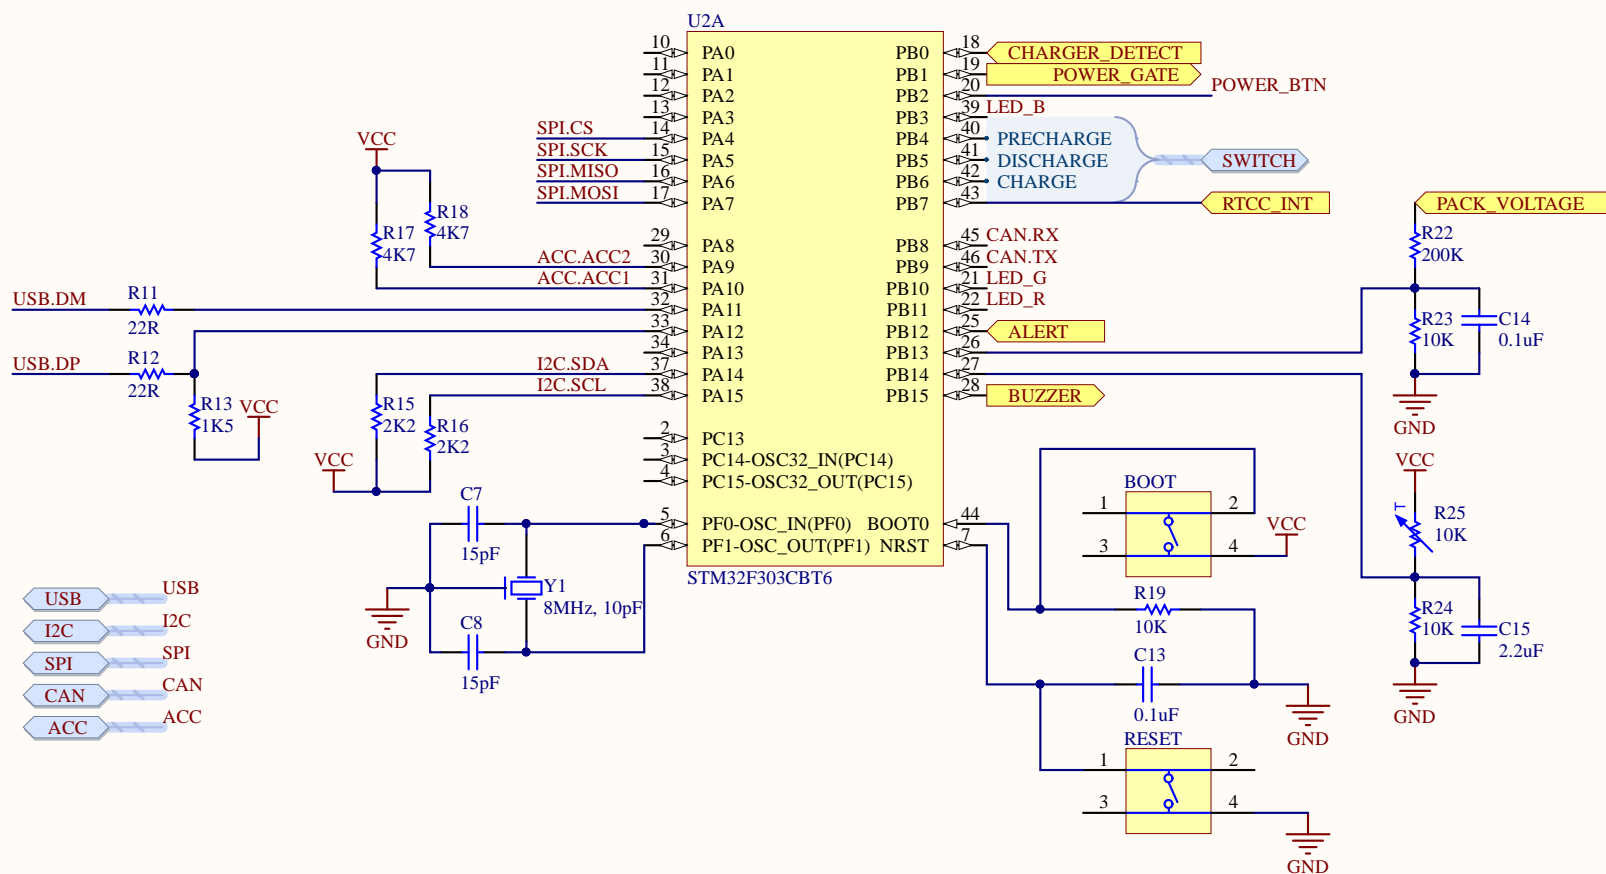 U2A
10 PA0 PB0 18 CHARGER_DETECT
11 PA1 PB1 19 POWER_GATE
12 PA2 PB2 20 POWER_BTN
13 PA3 PB3 39 LED_B
SPI.CS 14 PA4 PB4 40 PRECHARGE
SPI.SCK 15 PA5 PB5 41 DISCHARGE SWITCH
SPI.MISO 16 PA6 PB6 42 CHARGE
SPI.MOSI 17 PA7 PB7 43 RTCC_INT
VCC
R17
4K7
R18
4K7
PACK_VOLTAGE
R22
200K
29 PA8 PB8 45 CAN.RX
ACC.ACC2 30 PA9 PB9 46 CAN.TX
ACC.ACC1 31 PA10 PB10 21 LED_G
USB.DM R11 32 PA11 PB11 22 LED_R
22R
33 PA12 PB12 25 ALERT
34 PA13 PB13 26
USB.DP R12 I2C.SDA 37 PA14 PB14 27
22R
I2C.SCL 38 PA15 PB15 28 BUZZER
R23
10K
C14
0.1uF
GND
R13
1K5
VCC
R15
2K2
R16
2K2
VCC
2 PC13
3 PC14-OSC32_IN(PC14)
4 PC15-OSC32_OUT(PC15)
5 PF0-OSC_IN(PF0) BOOT0 44
6 PF1-OSC_OUT(PF1) NRST 7
STM32F303CBT6
C7
15pF
Y1
8MHz, 10pF
GND
C8
15pF
BOOT
1 2
3 4
VCC
R19
10K
C13
0.1uF
GND
RESET
1 2
3 4
GND
VCC
T
R25
10K
R24
10K
C15
2.2uF
GND
USB USB
I2C I2C
SPI SPI
CAN CAN
ACC ACC